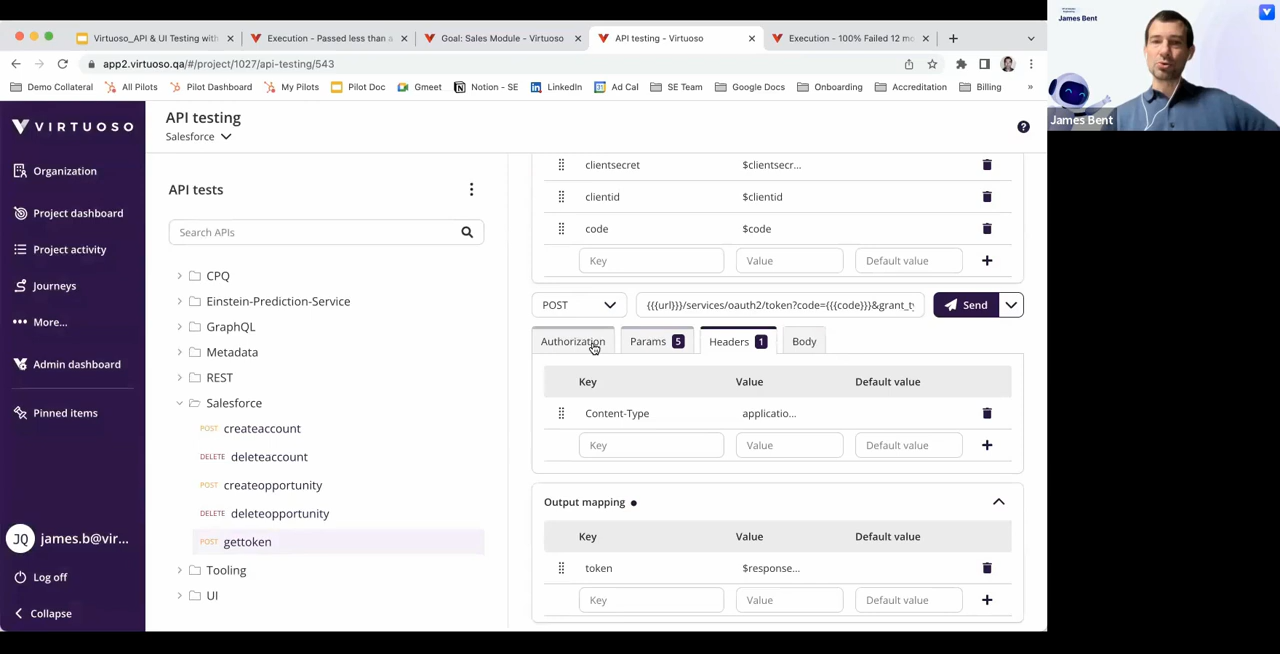 Virtuoso_API & UI Testing with
Execution - Passed less than a
Goal: Sales Module - Virtuoso
API testing - Virtuoso
Execution - 100% Failed 12 mo
app2.virtuoso.qa/#/project/1027/api-testing/543
Demo Collateral
All Pilots
Pilot Dashboard
My Pilots
Pilot Doc
Gmeet
Notion - SE
LinkedIn
Ad Cal
SE Team
Google Docs
Onboarding
Accreditation
Billing
»
VIRTUOSO
Organization
Project dashboard
Project activity
Journeys
More...
Admin dashboard
Pinned items
JQ james.b@vir...
Log off
Collapse
API testing
Salesforce
API tests
Search APIs
CPQ
Einstein-Prediction-Service
GraphQL
Metadata
REST
Salesforce
POST createaccount
DELETE deleteaccount
POST createopportunity
DELETE deleteopportunity
POST gettoken
Tooling
UI
clientsecret $clientsecr...
clientid $clientid
code $code
Key Value Default value
POST {{{url}}}/services/oauth2/token?code={{{code}}}&grant_ty Send
Authorization Params 5 Headers 1 Body
Key Value Default value
Content-Type applicatio...
Key Value Default value
Output mapping
Key Value Default value
token $response...
Key Value Default value
James Bent
James Bent